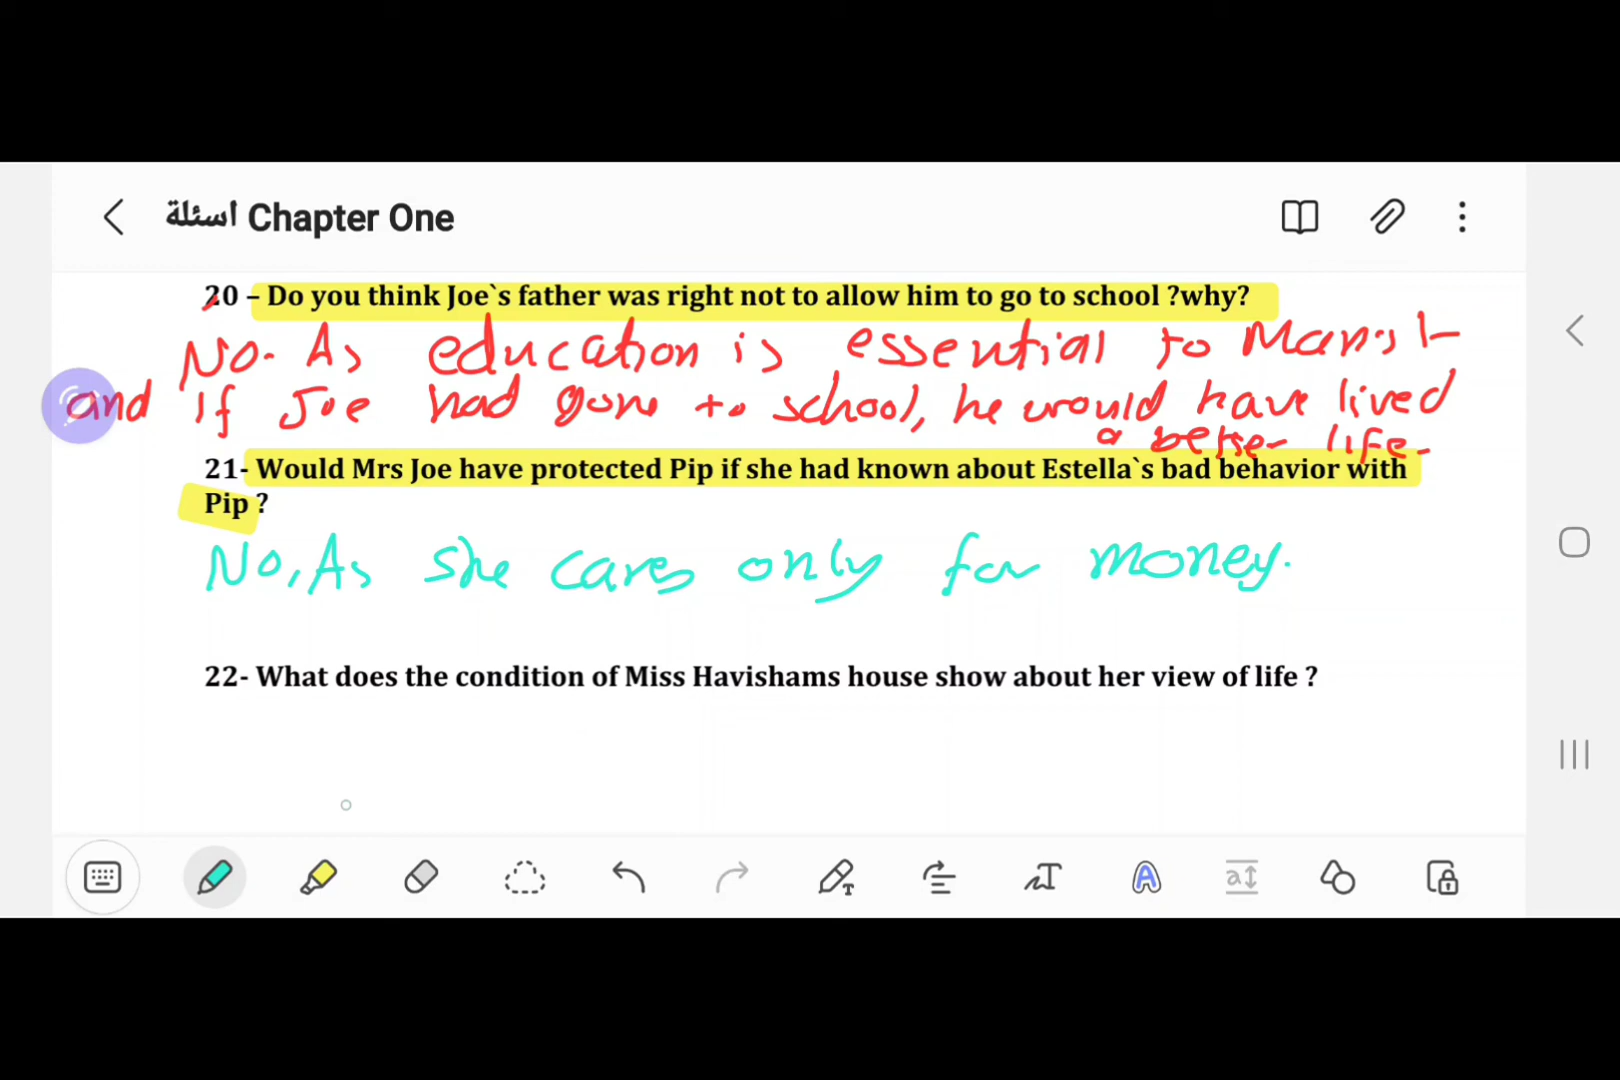 اسئلة Chapter One
20 – Do you think Joe`s father was right not to allow him to go to school ?why?
No. As education is essential to
and if Joe had gone to school, he would have lived
a better life.
21- Would Mrs Joe have protected Pip if she had known about Estella`s bad behavior with
Pip ?
No, As she cares only for money.
22- What does the condition of Miss Havishams house show about her view of life ?